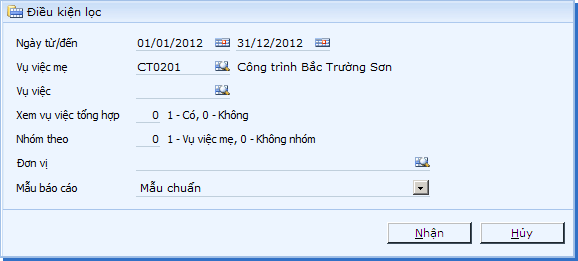 Điều kiện lọc
Ngày từ/đến 01/01/2012 31/12/2012
Vụ việc mẹ CT0201 Công trình Bắc Trường Sơn
Vụ việc
Xem vụ việc tổng hợp 0 1 - Có, 0 - Không
Nhóm theo 0 1 - Vụ việc mẹ, 0 - Không nhóm
Đơn vị
Mẫu báo cáo Mẫu chuẩn
Nhận Hủy